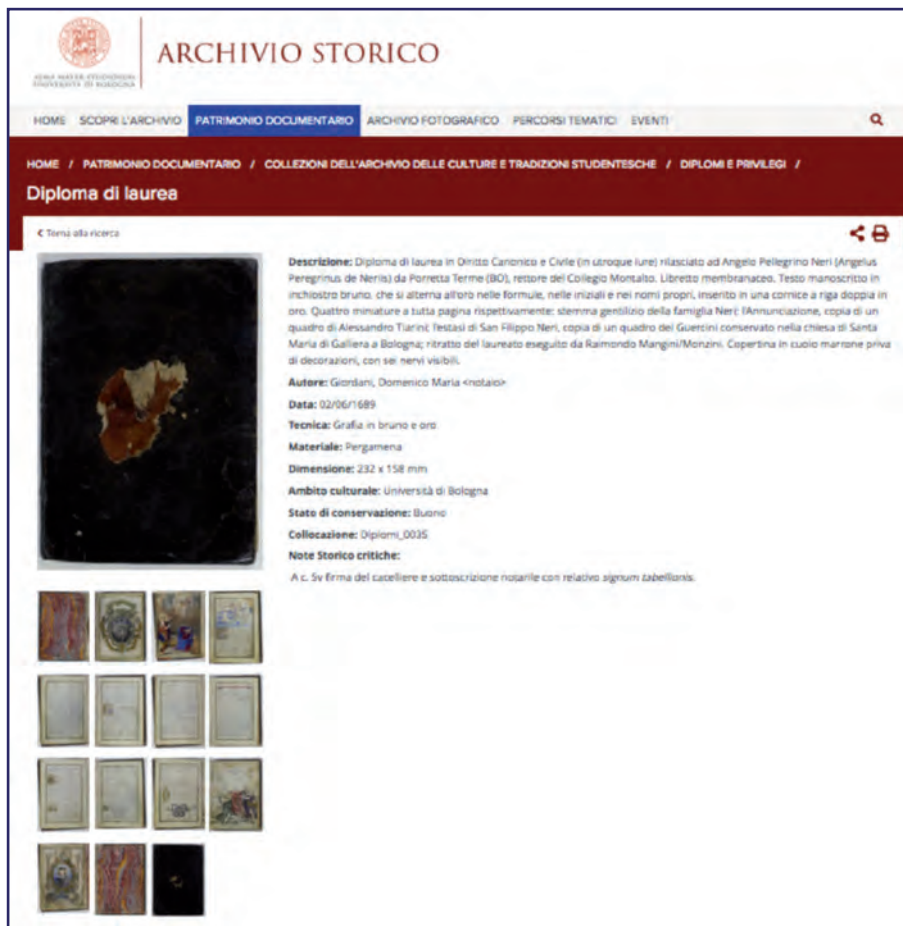 ARCHIVIO STORICO
ALMA MATER STUDIORUM
UNIVERSITÀ DI BOLOGNA
HOME SCOPRI L'ARCHIVIO PATRIMONIO DOCUMENTARIO ARCHIVIO FOTOGRAFICO PERCORSI TEMATICI EVENTI
HOME / PATRIMONIO DOCUMENTARIO / COLLEZIONI DELL'ARCHIVIO DELLE CULTURE E TRADIZIONI STUDENTESCHE / DIPLOMI E PRIVILEGI /
Diploma di laurea
Torna alla ricerca
Descrizione: Diploma di laurea in Diritto Canonico e Civile (in utroque iure) rilasciato ad Angelo Pellegrino Neri [Angelus
Peregrinus de Neriis) da Porretta Terme (BO), rettore del Collegio Montalto. Libretto membranaceo. Testo manoscritto in
inchiostro bruno, che si alterna all'oro nelle formule, nelle iniziali e nei nomi propri, inserito in una cornice a riga doppia in
oro. Quattro miniature a tutta pagina rispettivamente: stemma gentilizio della famiglia Neri; l'Annunciazione, copia di un
quadro di Alessandro Tiarini; l'estasi di San Filippo Neri, copia di un quadro del Guercini conservato nella chiesa di Santa
Maria di Galliera a Bologna; ritratto del laureato eseguito da Raimondo Mangini/Monzini. Copertina in cuoio marrone priva
di decorazioni, con sei nervi visibili.
Autore: Giordani, Domenico Maria <notaio>
Data: 02/06/1689
Tecnica: Grafia in bruno e oro
Materiale: Pergamena
Dimensione: 232 x 158 mm
Ambito culturale: Università di Bologna
Stato di conservazione: Buono
Collocazione: Diplomi_0035
Note Storico critiche:
A c. 5v firma del cacelliere e sottoscrizione notarile con relativo signum tabellionis.